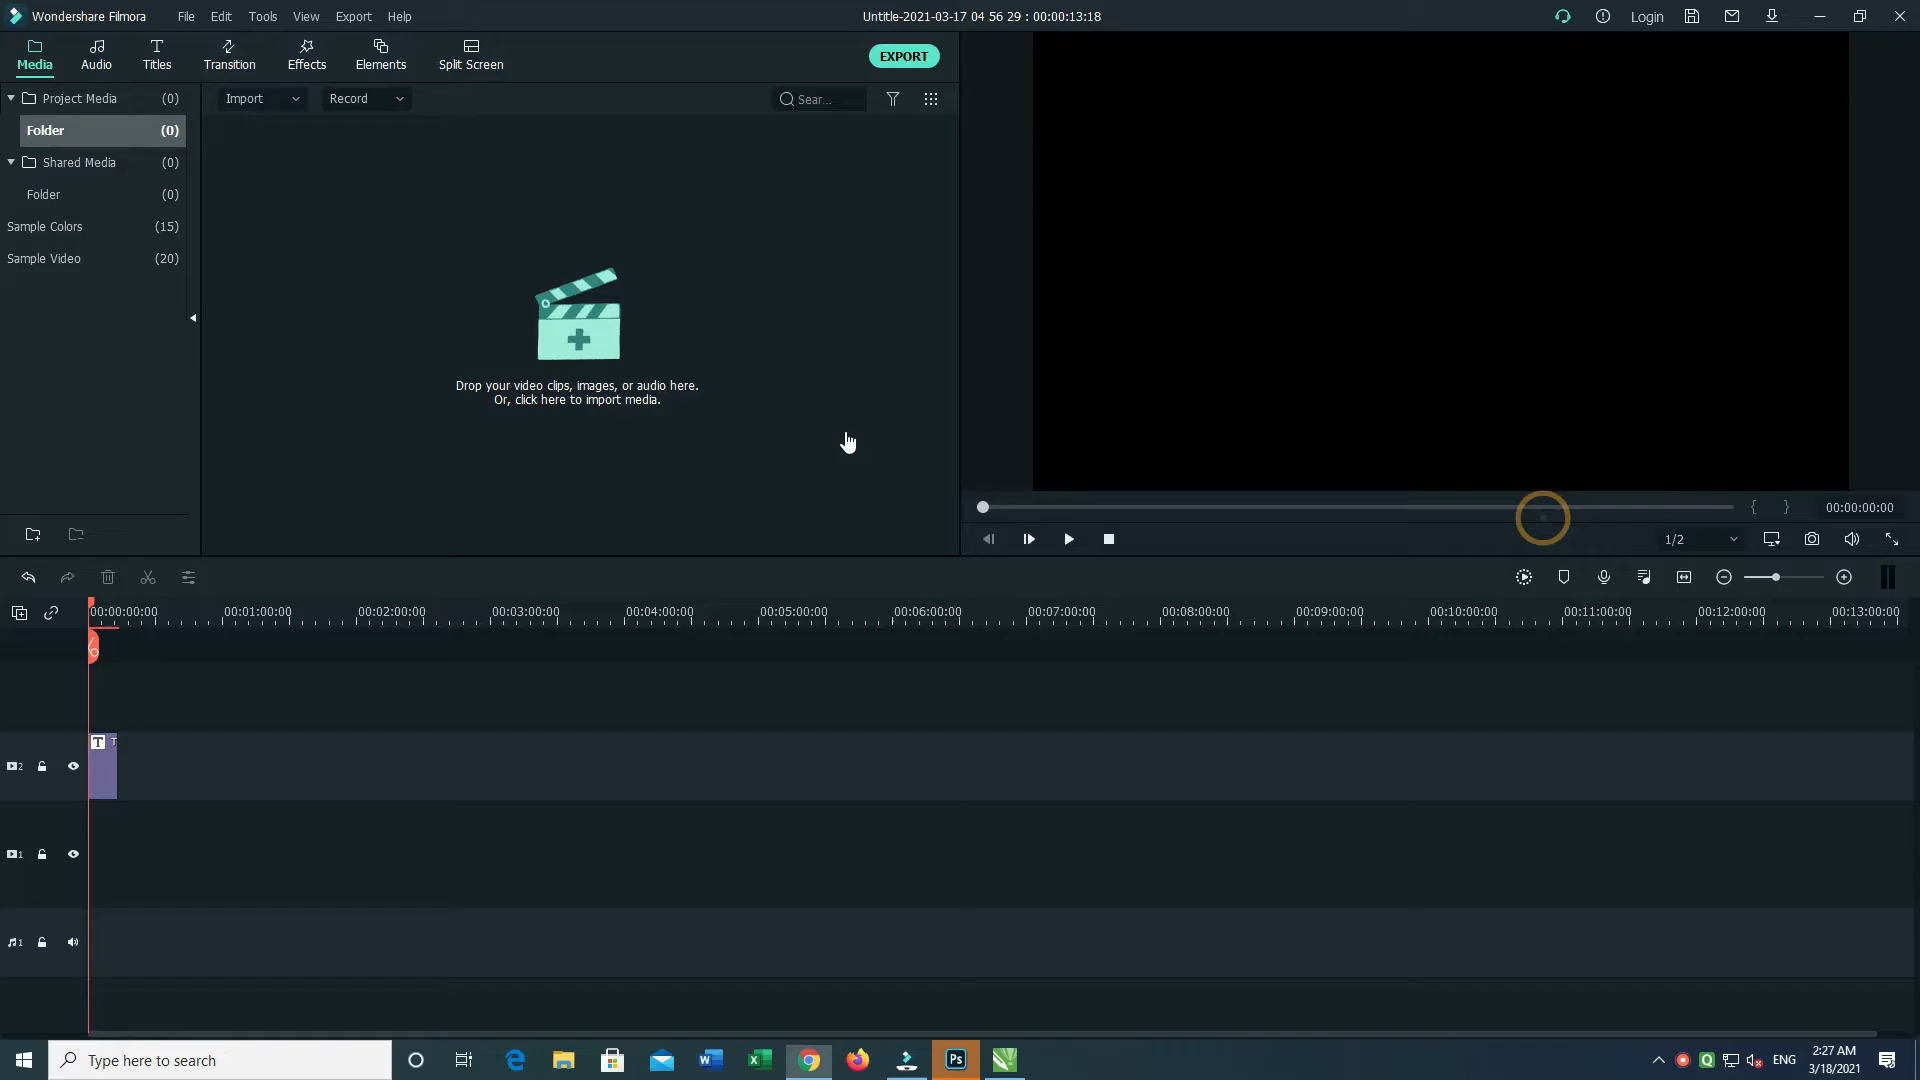 Wondershare Filmora File Edit Tools View Export Help Untitle-2021-03-17 04 56 29 : 00:00:13:18 Login
Media Audio Titles Transition Effects Elements Split Screen EXPORT
Project Media (0) Import Record Sear...
Folder (0)
Shared Media (0)
Folder (0)
Sample Colors (15)
Sample Video (20)
Drop your video clips, images, or audio here.
Or, click here to import media.
{ } 00:00:00:00
1/2
00:00:00:00 00:01:00:00 00:02:00:00 00:03:00:00 00:04:00:00 00:05:00:00 00:06:00:00 00:07:00:00 00:08:00:00 00:09:00:00 00:10:00:00 00:11:00:00 00:12:00:00 00:13:00:00
T T
2
1
1
Type here to search Ps ENG 2:27 AM
3/18/2021